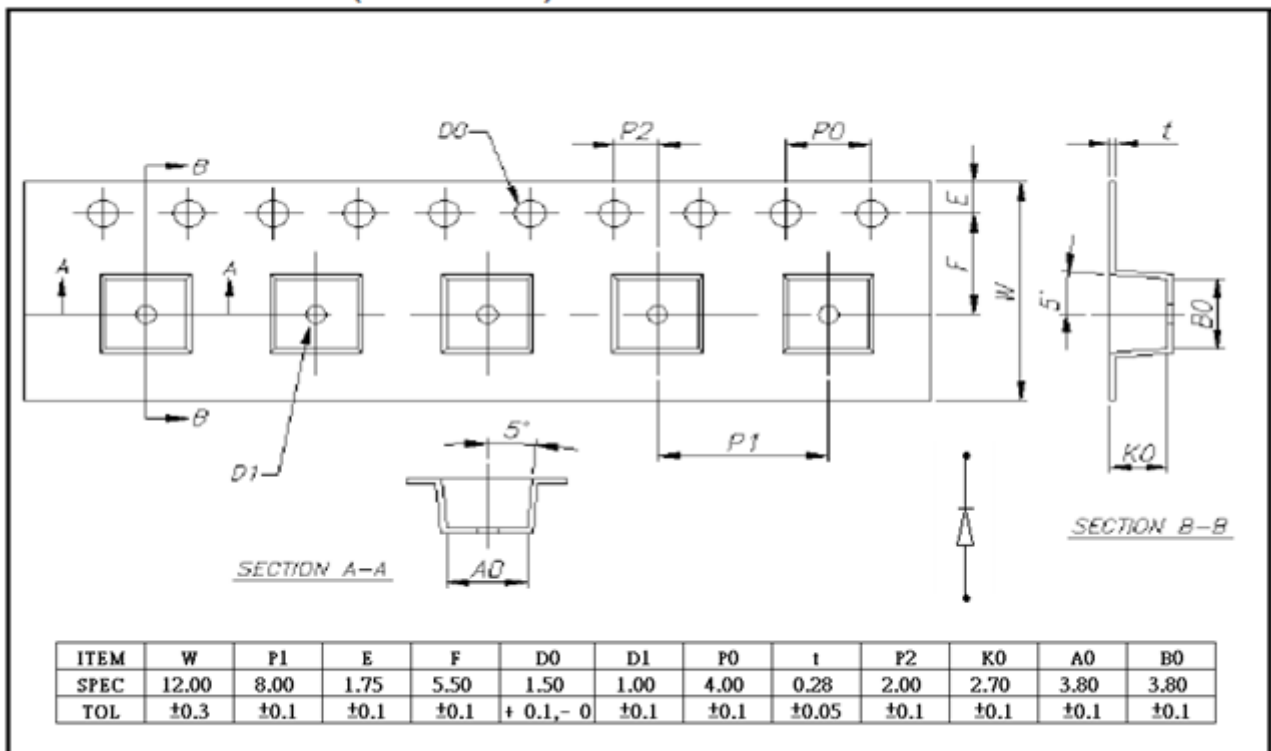 D0
P2
P0
t
B
E
A
A
F
W
5°
B0
B
5°
P1
D1
K0
SECTION B-B
SECTION A-A
A0
ITEM W P1 E F D0 D1 P0 t P2 K0 A0 B0
SPEC 12.00 8.00 1.75 5.50 1.50 1.00 4.00 0.28 2.00 2.70 3.80 3.80
TOL ±0.3 ±0.1 ±0.1 ±0.1 + 0.1,- 0 ±0.1 ±0.1 ±0.05 ±0.1 ±0.1 ±0.1 ±0.1